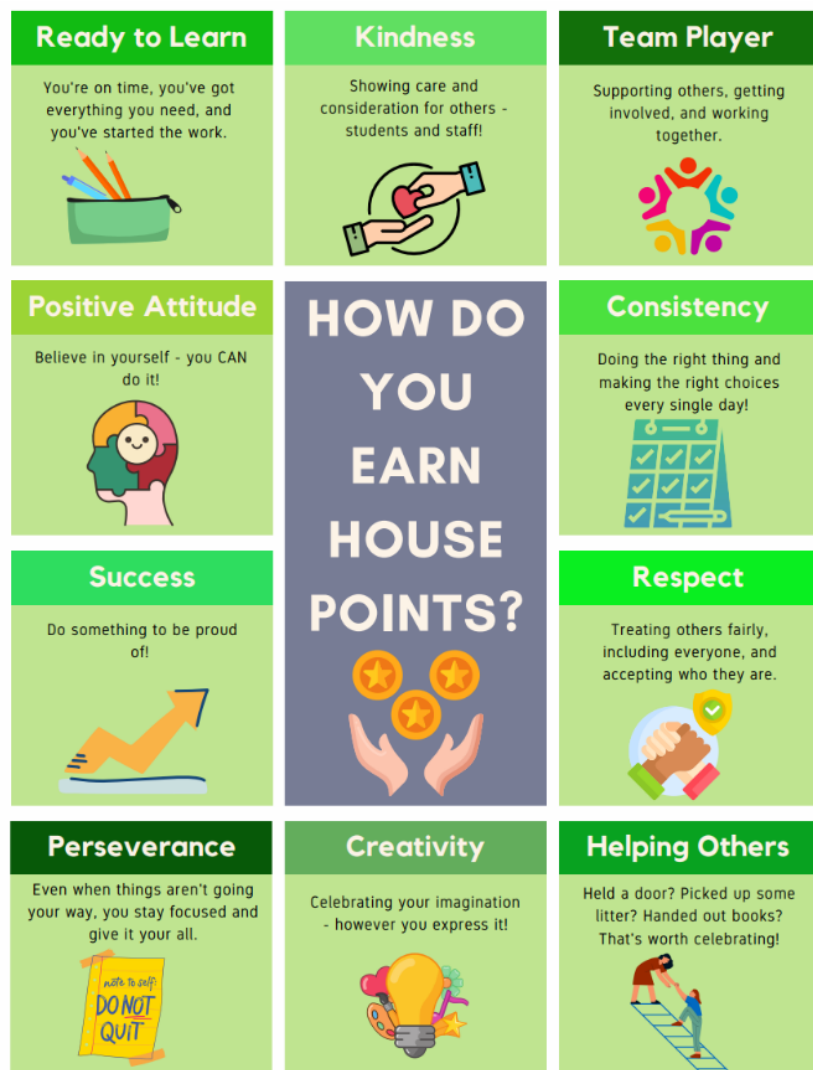 Ready to Learn
You're on time, you've got
everything you need, and
you've started the work.
Kindness
Showing care and
consideration for others -
students and staff!
Team Player
Supporting others, getting
involved, and working
together.
Positive Attitude
Believe in yourself - you CAN
do it!
HOW DO
YOU
EARN
HOUSE
POINTS?
Consistency
Doing the right thing and
making the right choices
every single day!
Success
Do something to be proud
of!
Respect
Treating others fairly,
including everyone, and
accepting who they are.
Perseverance
Even when things aren't going
your way, you stay focused and
give it your all.
note to self:
DO NOT
QUIT
Creativity
Celebrating your imagination
- however you express it!
Helping Others
Held a door? Picked up some
litter? Handed out books?
That's worth celebrating!